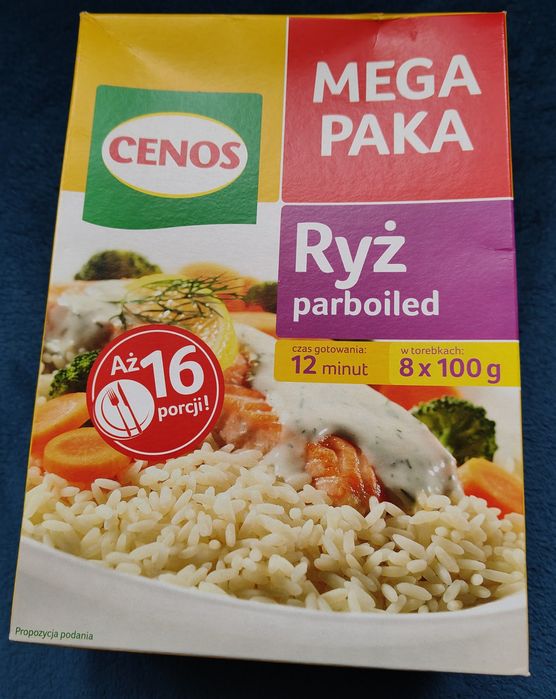 CENOS
MEGA
PAKA
Ryż
parboiled
czas gotowania:
12 minut
w torebkach:
8 x 100 g
Aż 16
porcji!
Propozycja podania